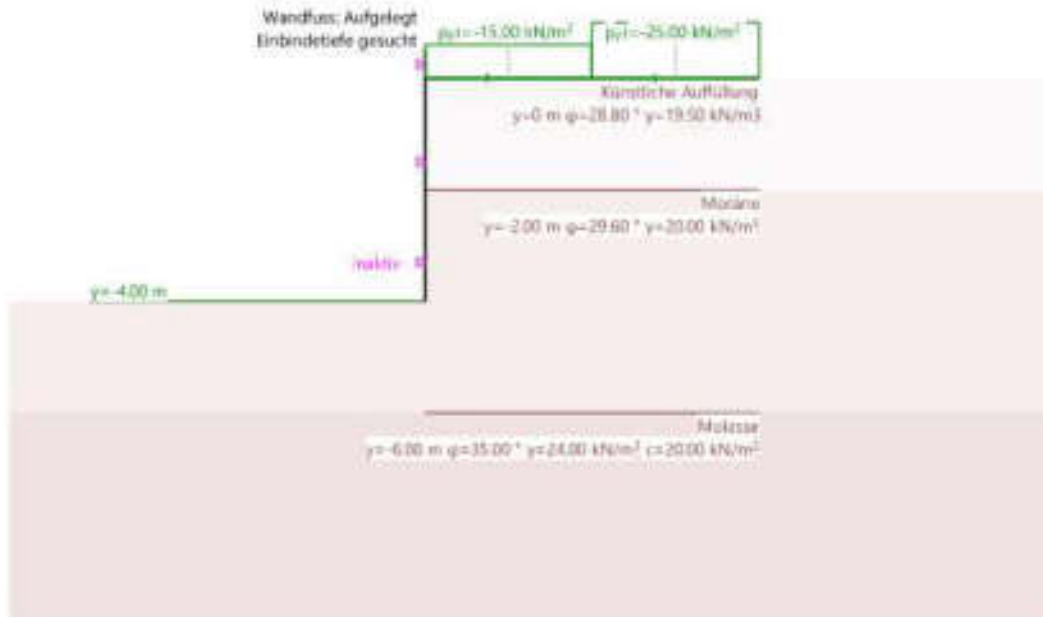 Wandfuss: Aufgelegt
Einbindetiefe gesucht
pyl=-15.00 kN/m²
pyl=-25.00 kN/m²
Künstliche Auffüllung
y=0 m φ=28.80 ° γ=19.50 kN/m3
Moräne
y=-2.00 m φ=29.60 ° γ=20.00 kN/m³
inaktiv
y=-4.00 m
Molasse
y=-6.00 m φ=35.00 ° γ=24.00 kN/m³ c=20.00 kN/m²